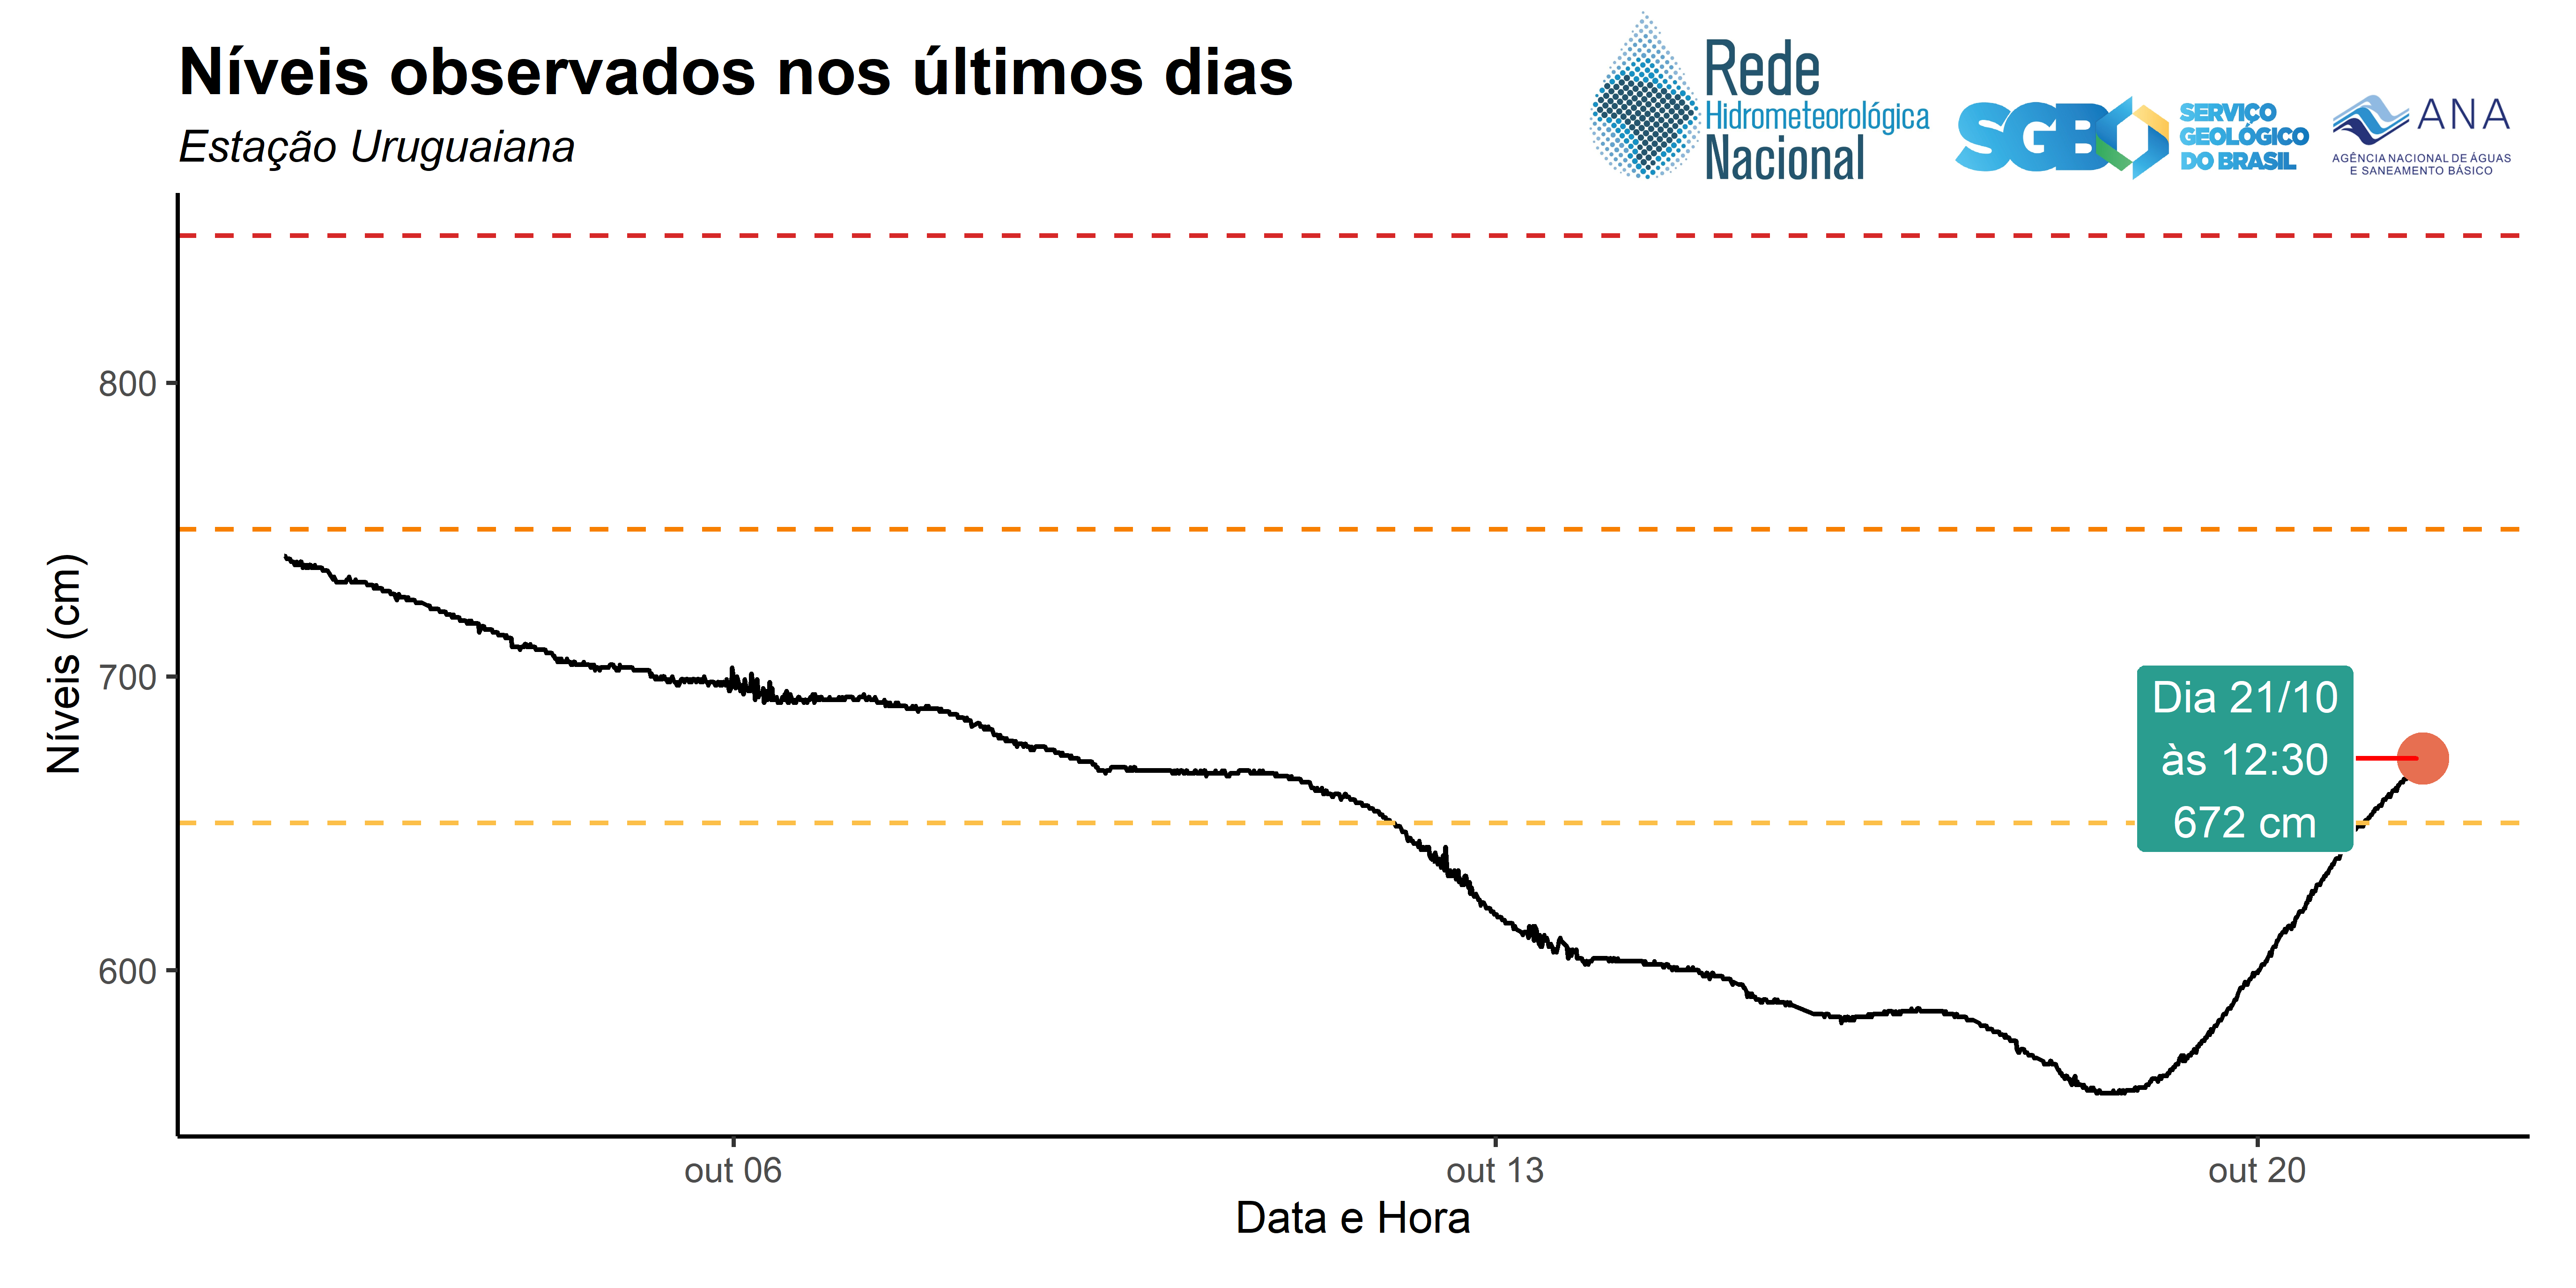 Níveis observados nos últimos dias
Estação Uruguaiana
Rede
Hidrometeorológica
Nacional
SGB
SERVIÇO
GEOLÓGICO
DO BRASIL
ANA
AGÊNCIA NACIONAL DE ÁGUAS
E SANEAMENTO BÁSICO
Níveis (cm)
800
700
600
Dia 21/10
às 12:30
672 cm
out 06
out 13
out 20
Data e Hora